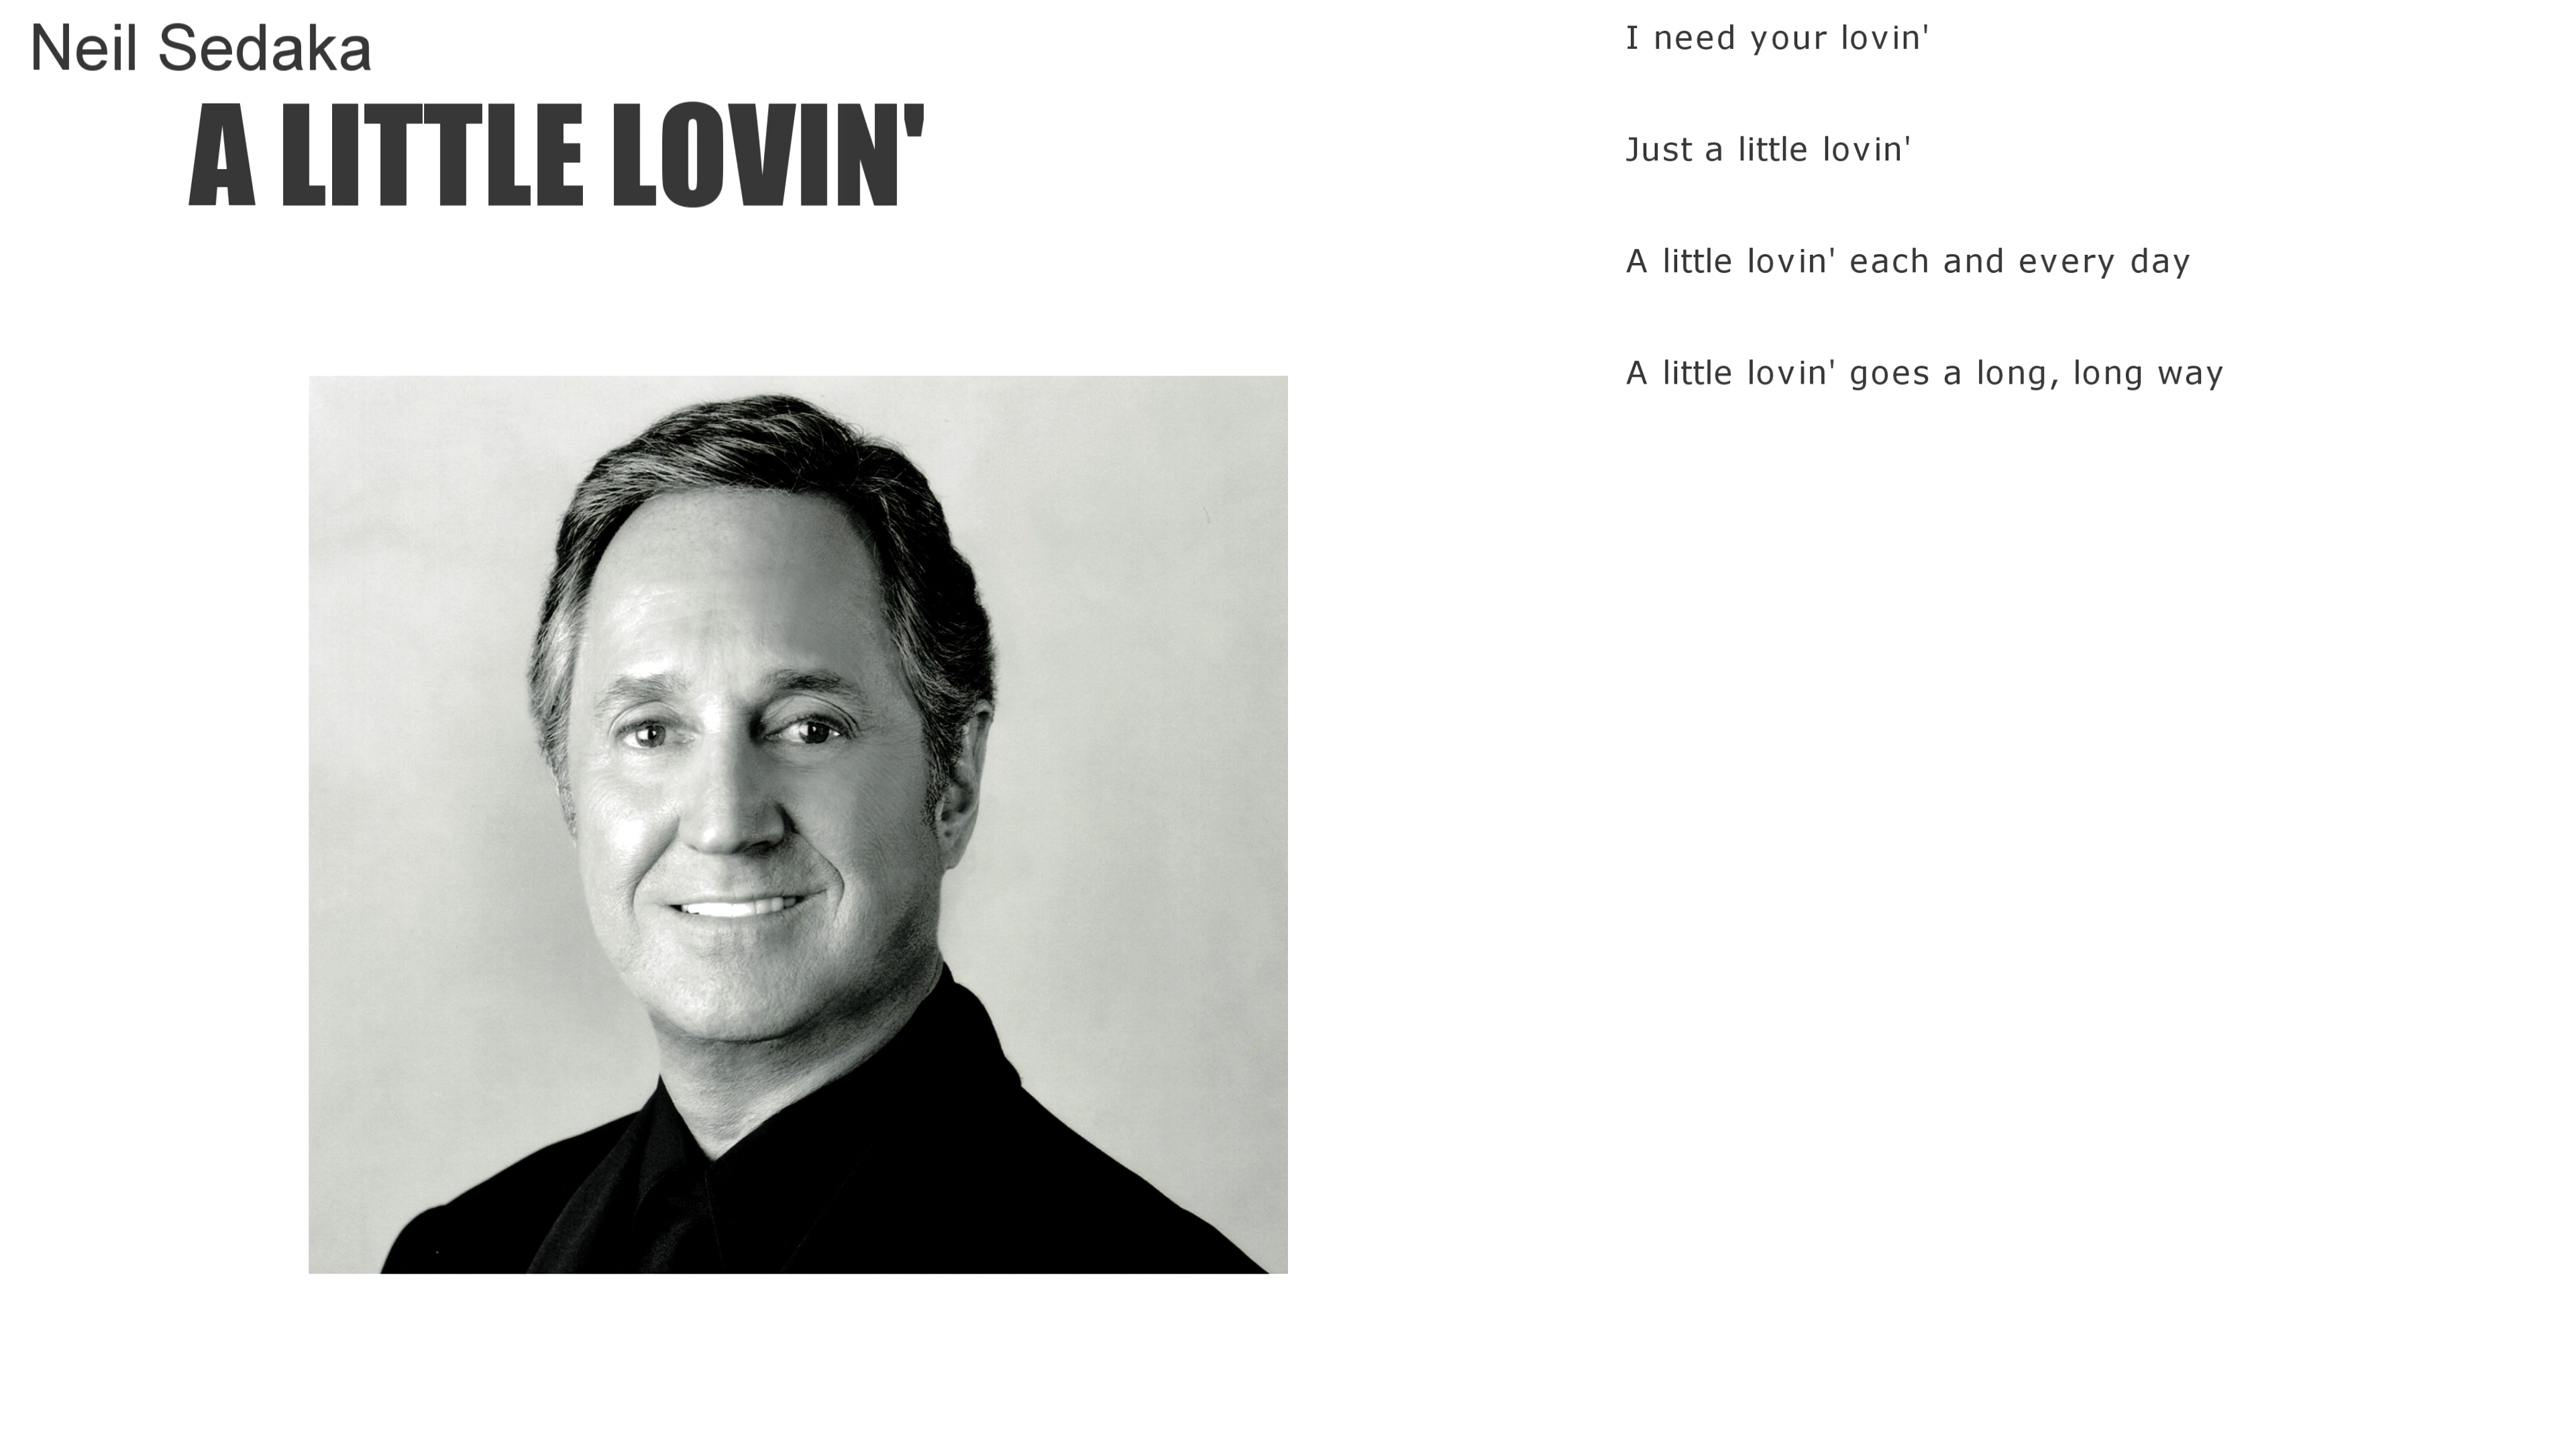 Neil Sedaka
A LITTLE LOVIN'
I need your lovin'
Just a little lovin'
A little lovin' each and every day
A little lovin' goes a long, long way